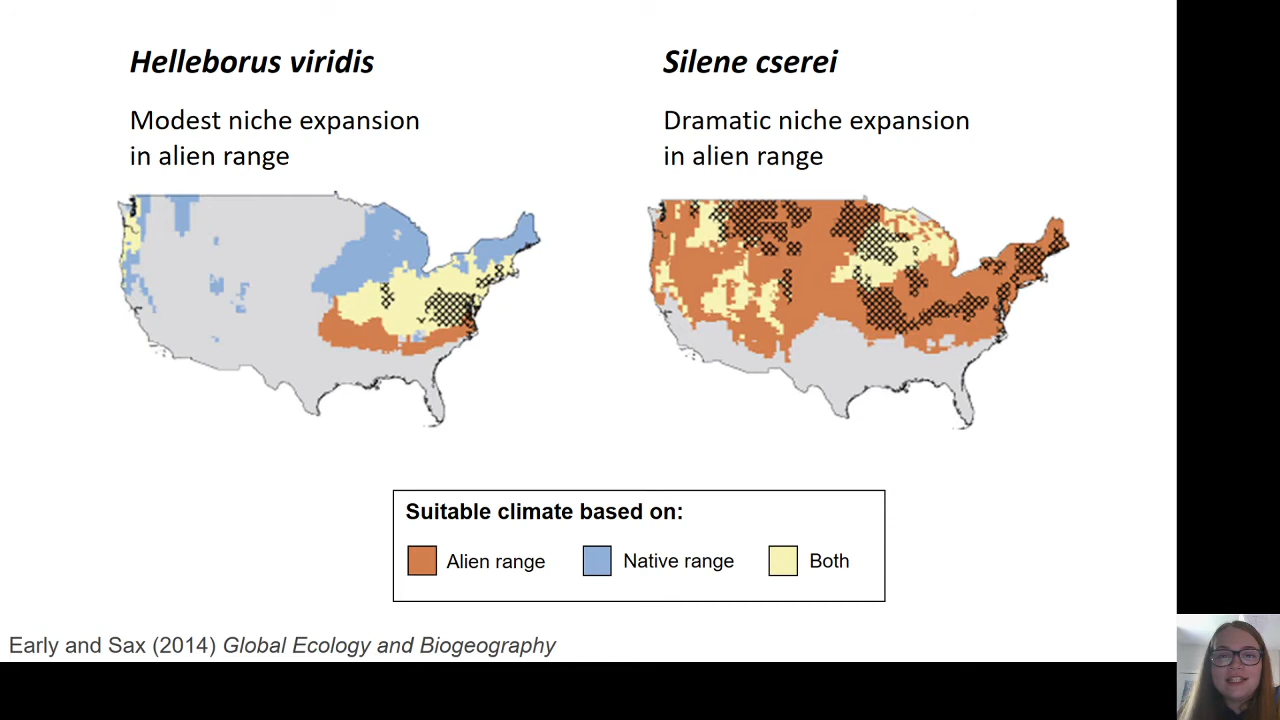 Helleborus viridis
Modest niche expansion
in alien range
Silene cserei
Dramatic niche expansion
in alien range
Suitable climate based on:
Alien range
Native range
Both
Early and Sax (2014) Global Ecology and Biogeography